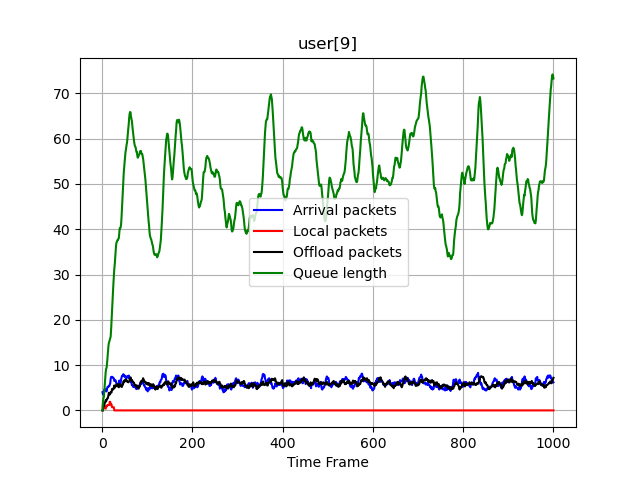 user[9]
70
60
50
40
30
20
10
0
Arrival packets
Local packets
Offload packets
Queue length
0 200 400 600 800 1000
Time Frame